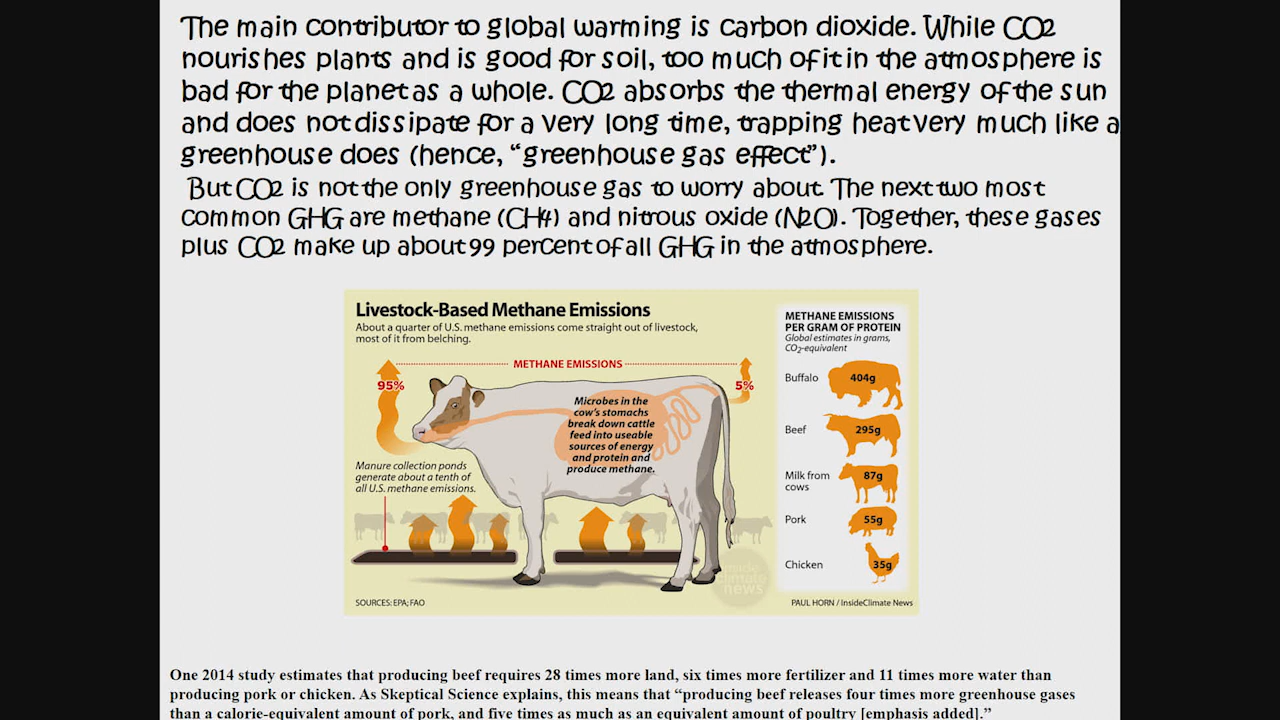 The main contributor to global warming is carbon dioxide. While CO2
nourishes plants and is good for soil, too much of it in the atmosphere is
bad for the planet as a whole. CO2 absorbs the thermal energy of the sun
and does not dissipate for a very long time, trapping heat very much like a
greenhouse does (hence, “greenhouse gas effect”).
But CO2 is not the only greenhouse gas to worry about. The next two most
common GHG are methane (CH4) and nitrous oxide (N2O). Together, these gases
plus CO2 make up about 99 percent of all GHG in the atmosphere.
Livestock-Based Methane Emissions
About a quarter of U.S. methane emissions come straight out of livestock,
most of it from belching.
METHANE EMISSIONS
95%
5%
Microbes in the
cow's stomachs
break down cattle
feed into useable
sources of energy
and protein and
produce methane.
Manure collection ponds
generate about a tenth of
all U.S. methane emissions.
inside
climate
news
SOURCES: EPA; FAO
METHANE EMISSIONS
PER GRAM OF PROTEIN
Global estimates in grams,
CO2-equivalent
Buffalo 404g
Beef 295g
Milk from
cows 87g
Pork 55g
Chicken 35g
PAUL HORN / InsideClimate News
One 2014 study estimates that producing beef requires 28 times more land, six times more fertilizer and 11 times more water than
producing pork or chicken. As Skeptical Science explains, this means that “producing beef releases four times more greenhouse gases
than a calorie-equivalent amount of pork, and five times as much as an equivalent amount of poultry [emphasis added].”